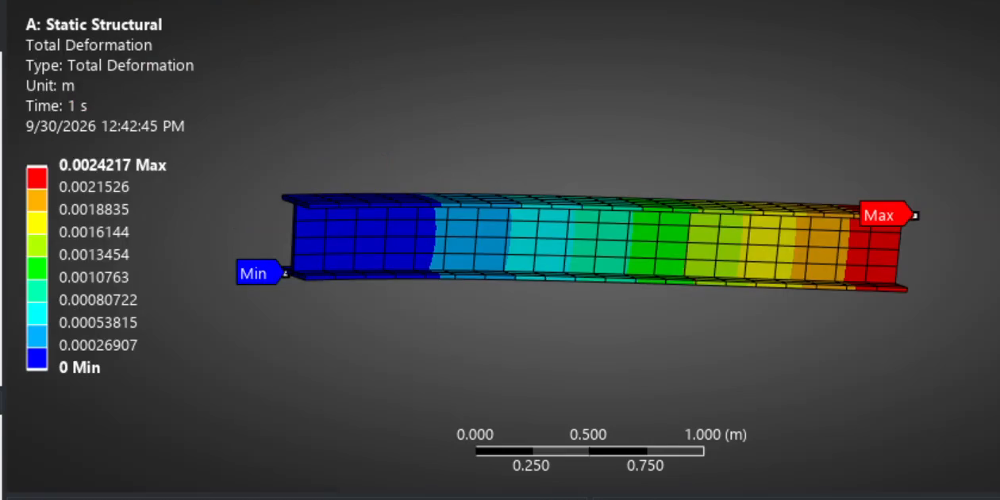 A: Static Structural
Total Deformation
Type: Total Deformation
Unit: m
Time: 1 s
9/30/2026 12:42:45 PM
0.0024217 Max
0.0021526
0.0018835
0.0016144
0.0013454
0.0010763
0.00080722
0.00053815
0.00026907
0 Min
Max
Min
0.000 0.500 1.000 (m)
0.250 0.750